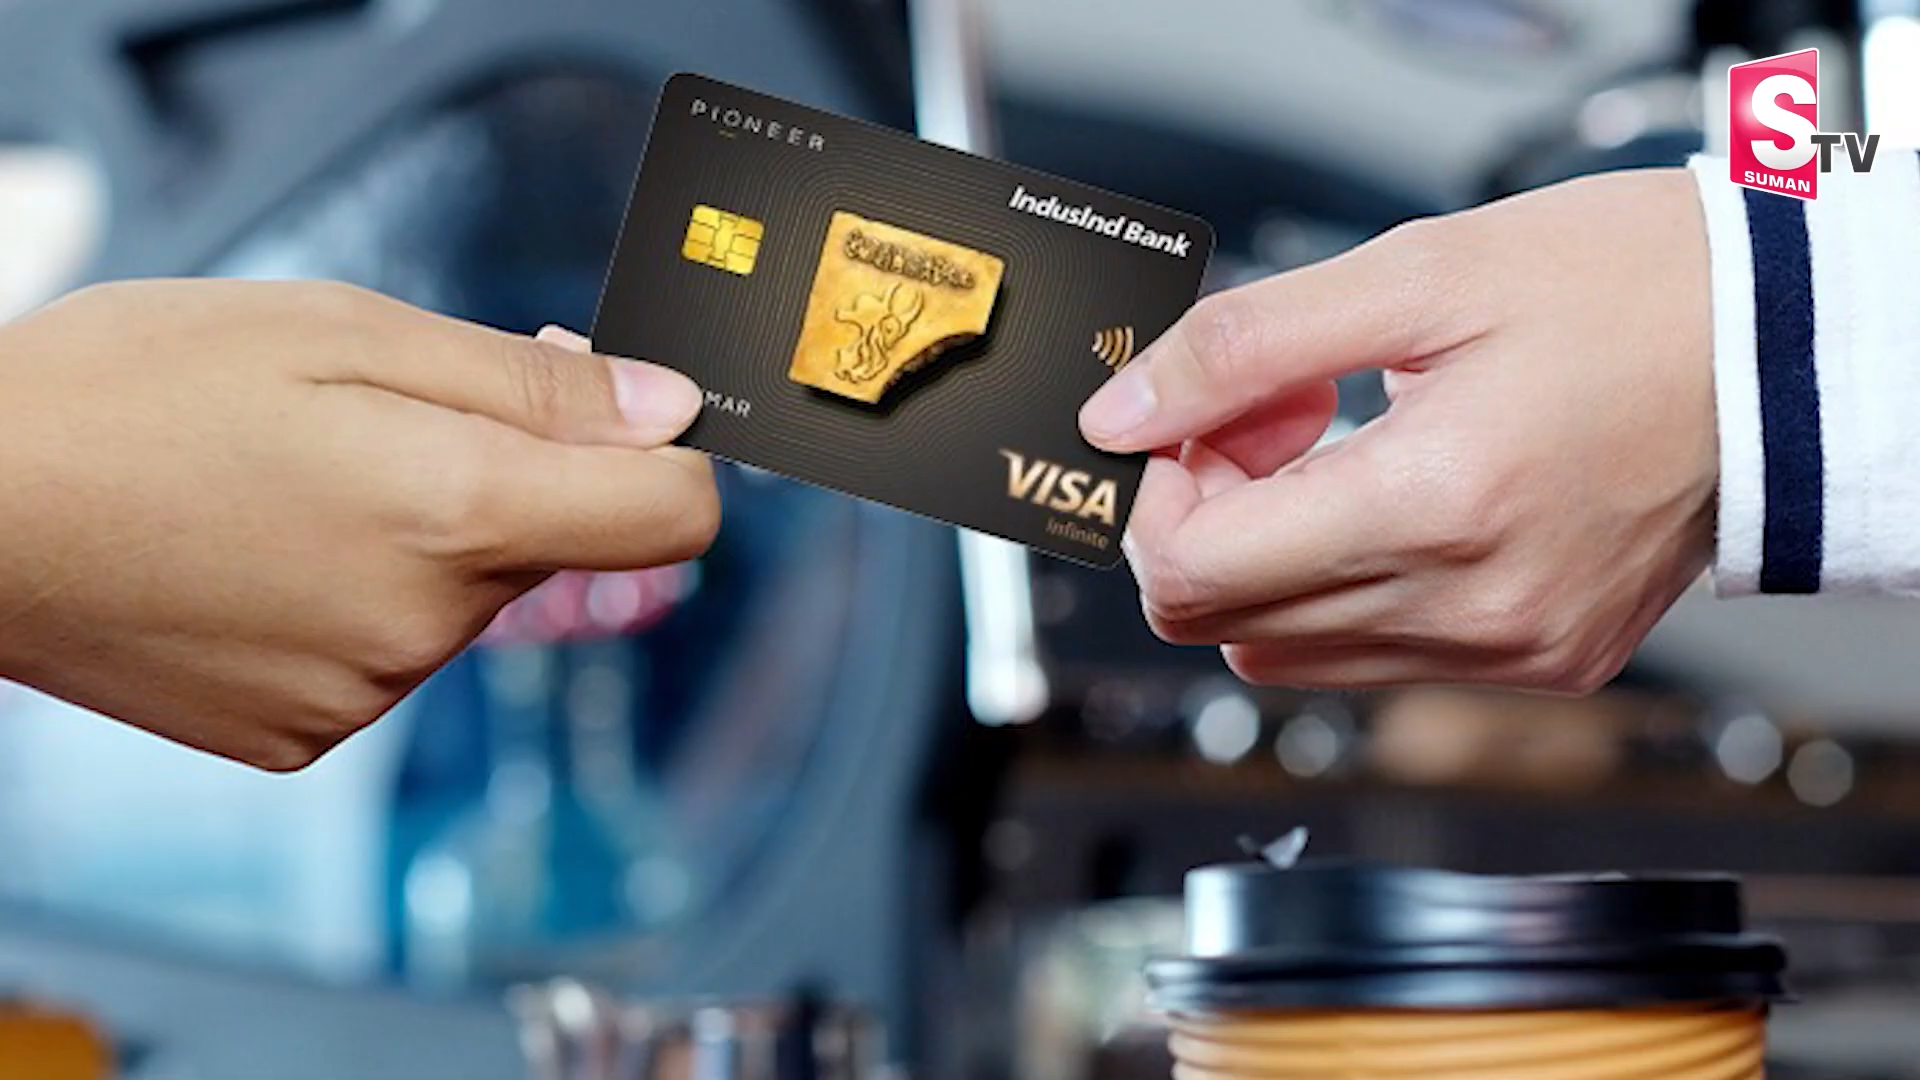 PIONEER
IndusInd Bank
MAR
VISA
Infinite
S
TV
SUMAN